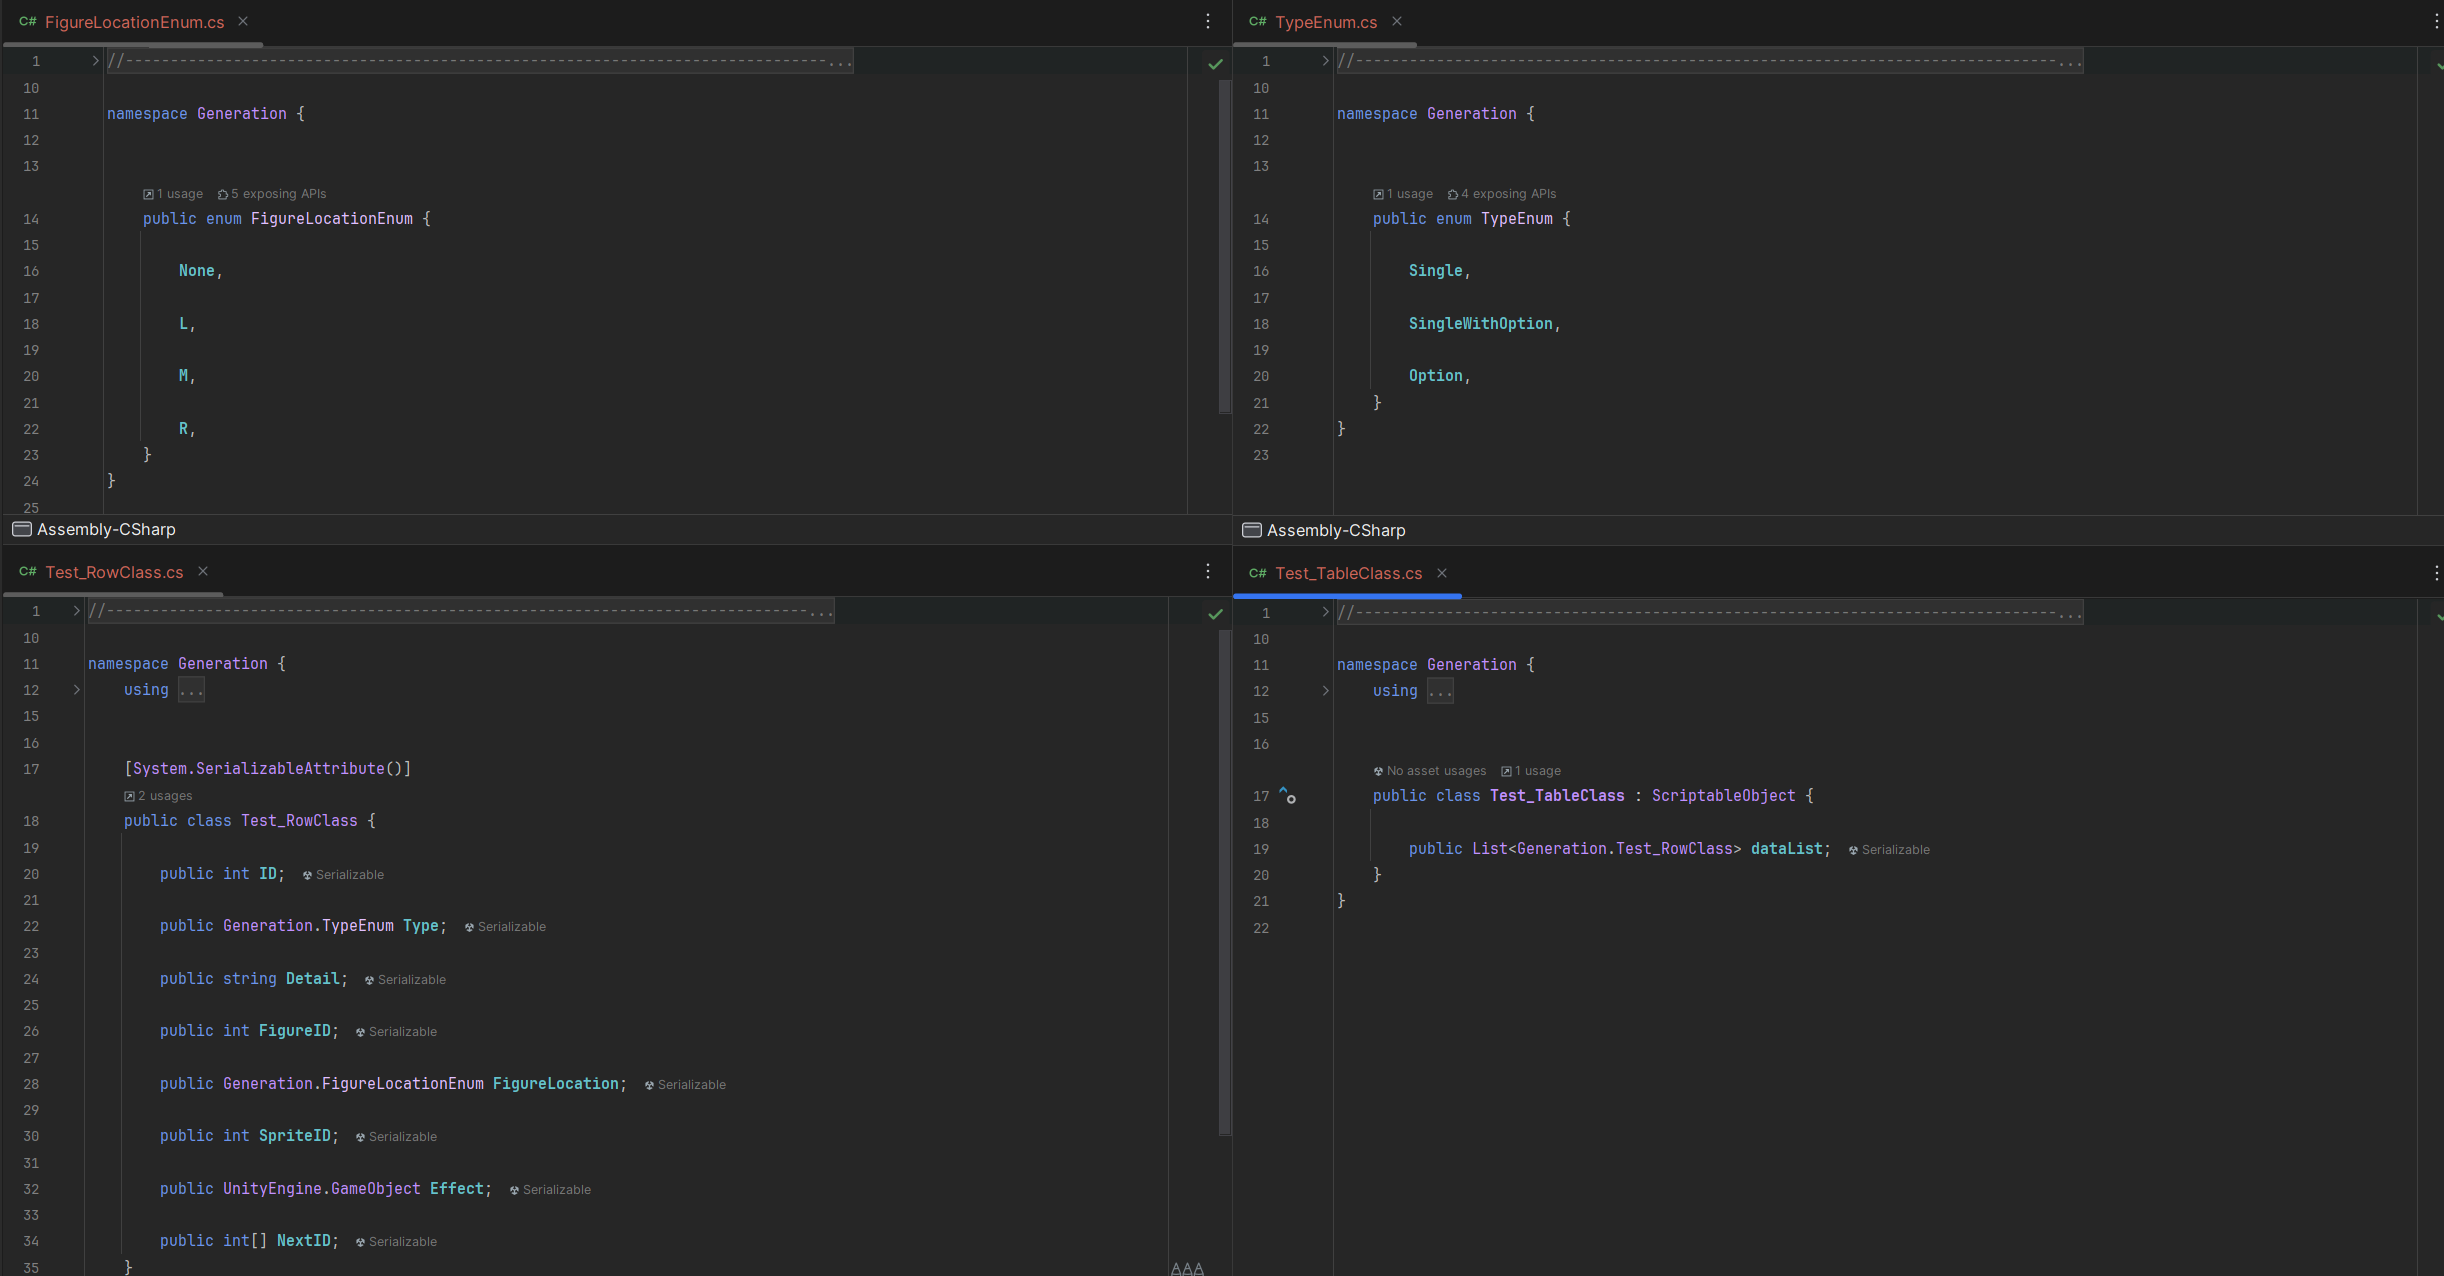 C# FigureLocationEnum.cs ×
1 //------------------------------------------------------------------------------...
10
11 namespace Generation {
12
13
1 usage 5 exposing APIs
14 public enum FigureLocationEnum {
15
16 None,
17
18 L,
19
20 M,
21
22 R,
23 }
24 }
25
Assembly-CSharp
C# TypeEnum.cs ×
1 //------------------------------------------------------------------------------...
10
11 namespace Generation {
12
13
1 usage 4 exposing APIs
14 public enum TypeEnum {
15
16 Single,
17
18 SingleWithOption,
19
20 Option,
21 }
22 }
23
Assembly-CSharp
C# Test_RowClass.cs ×
1 //------------------------------------------------------------------------------...
10
11 namespace Generation {
12 using ...
15
16
17 [System.SerializableAttribute()]
2 usages
18 public class Test_RowClass {
19
20 public int ID; Serializable
21
22 public Generation.TypeEnum Type; Serializable
23
24 public string Detail; Serializable
25
26 public int FigureID; Serializable
27
28 public Generation.FigureLocationEnum FigureLocation; Serializable
29
30 public int SpriteID; Serializable
31
32 public UnityEngine.GameObject Effect; Serializable
33
34 public int[] NextID; Serializable
35 }
C# Test_TableClass.cs ×
1 //------------------------------------------------------------------------------...
10
11 namespace Generation {
12 using ...
15
16
No asset usages 1 usage
17 public class Test_TableClass : ScriptableObject {
18
19 public List<Generation.Test_RowClass> dataList; Serializable
20 }
21 }
22